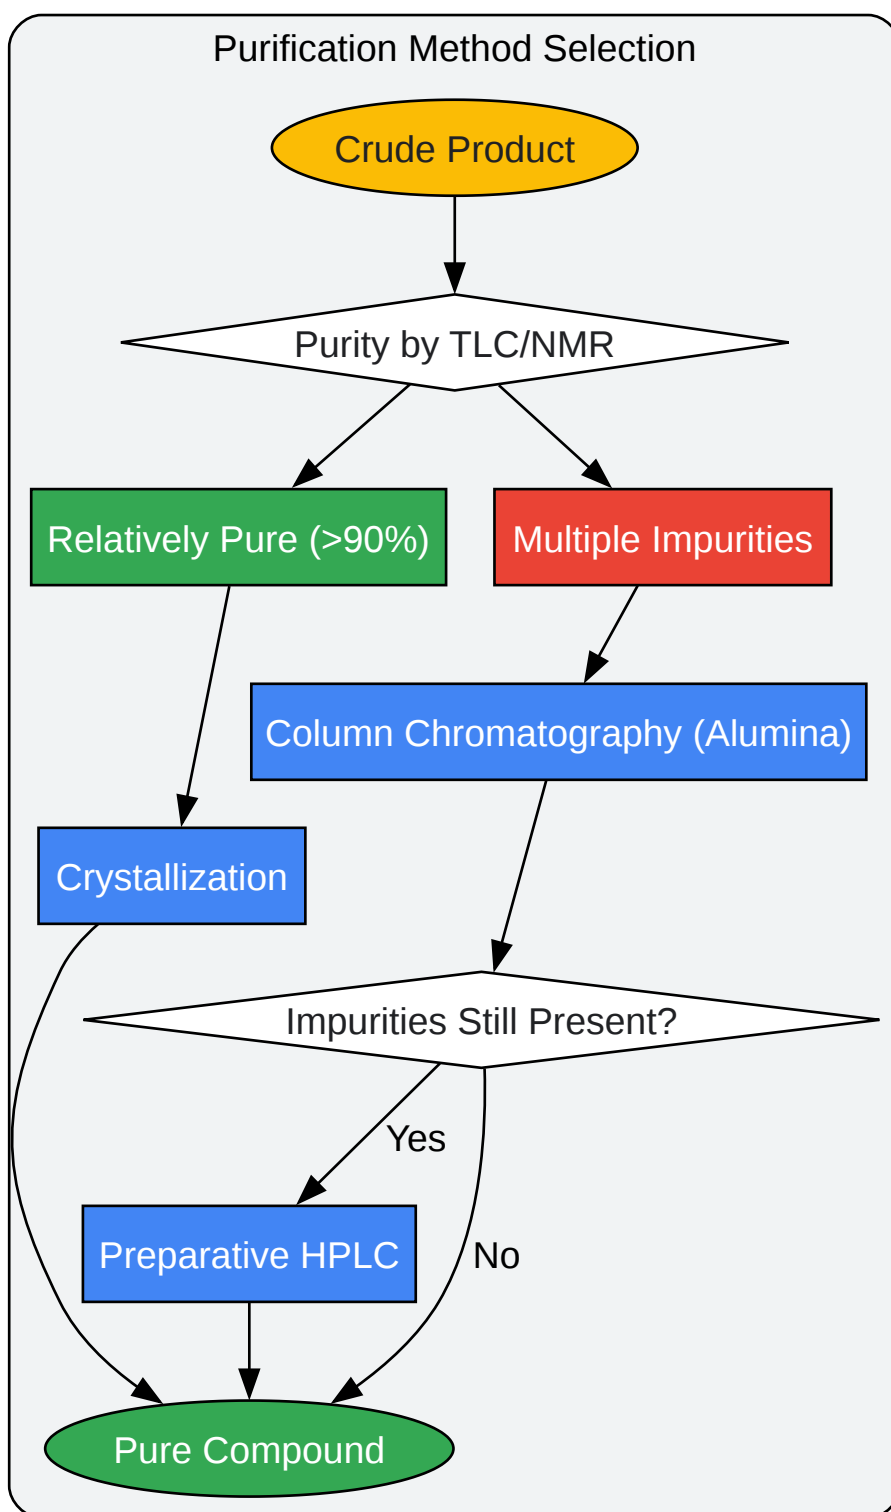 Purification Method Selection
Crude Product
Purity by TLC/NMR
Relatively Pure (>90%)
Multiple Impurities
Column Chromatography (Alumina)
Crystallization
Impurities Still Present?
Yes
Preparative HPLC
No
Pure Compound